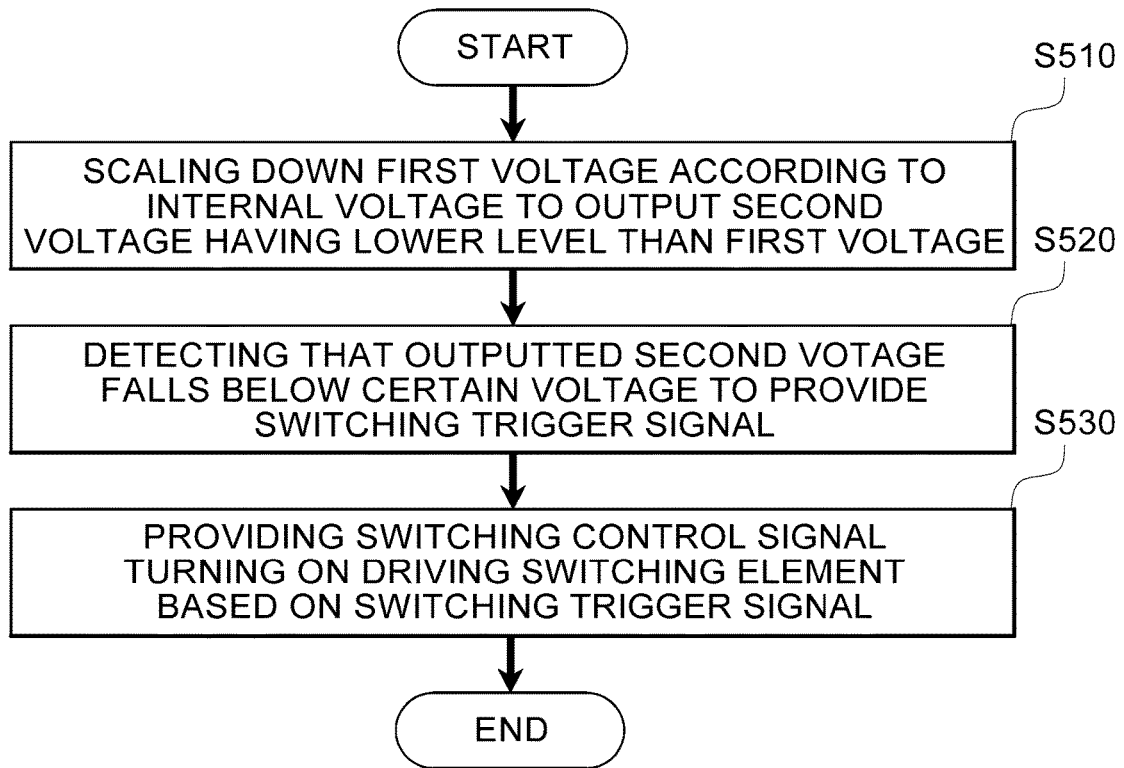 START
S510
SCALING DOWN FIRST VOLTAGE ACCORDING TO
INTERNAL VOLTAGE TO OUTPUT SECOND
VOLTAGE HAVING LOWER LEVEL THAN FIRST VOLTAGE
S520
DETECTING THAT OUTPUTTED SECOND VOTAGE
FALLS BELOW CERTAIN VOLTAGE TO PROVIDE
SWITCHING TRIGGER SIGNAL
S530
PROVIDING SWITCHING CONTROL SIGNAL
TURNING ON DRIVING SWITCHING ELEMENT
BASED ON SWITCHING TRIGGER SIGNAL
END